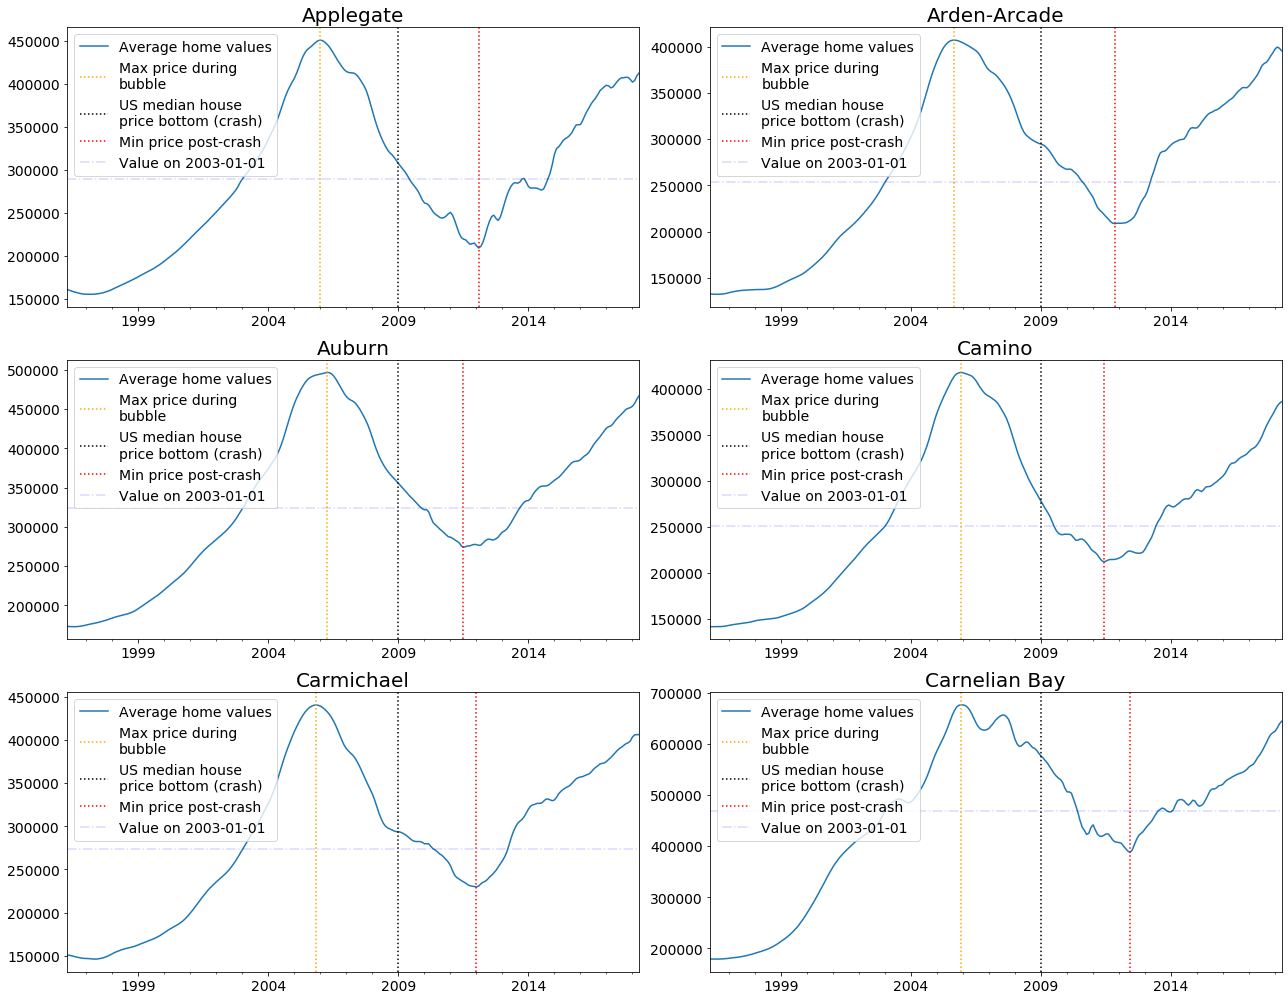 Applegate
450000
400000
350000
300000
250000
200000
150000
Average home values
Max price during
bubble
US median house
price bottom (crash)
Min price post-crash
Value on 2003-01-01
1999
2004
2009
2014
Arden-Arcade
400000
350000
300000
250000
200000
150000
Average home values
Max price during
bubble
US median house
price bottom (crash)
Min price post-crash
Value on 2003-01-01
1999
2004
2009
2014
Auburn
500000
450000
400000
350000
300000
250000
200000
Average home values
Max price during
bubble
US median house
price bottom (crash)
Min price post-crash
Value on 2003-01-01
1999
2004
2009
2014
Camino
400000
350000
300000
250000
200000
150000
Average home values
Max price during
bubble
US median house
price bottom (crash)
Min price post-crash
Value on 2003-01-01
1999
2004
2009
2014
Carmichael
450000
400000
350000
300000
250000
200000
150000
Average home values
Max price during
bubble
US median house
price bottom (crash)
Min price post-crash
Value on 2003-01-01
1999
2004
2009
2014
Carnelian Bay
700000
600000
500000
400000
300000
200000
Average home values
Max price during
bubble
US median house
price bottom (crash)
Min price post-crash
Value on 2003-01-01
1999
2004
2009
2014